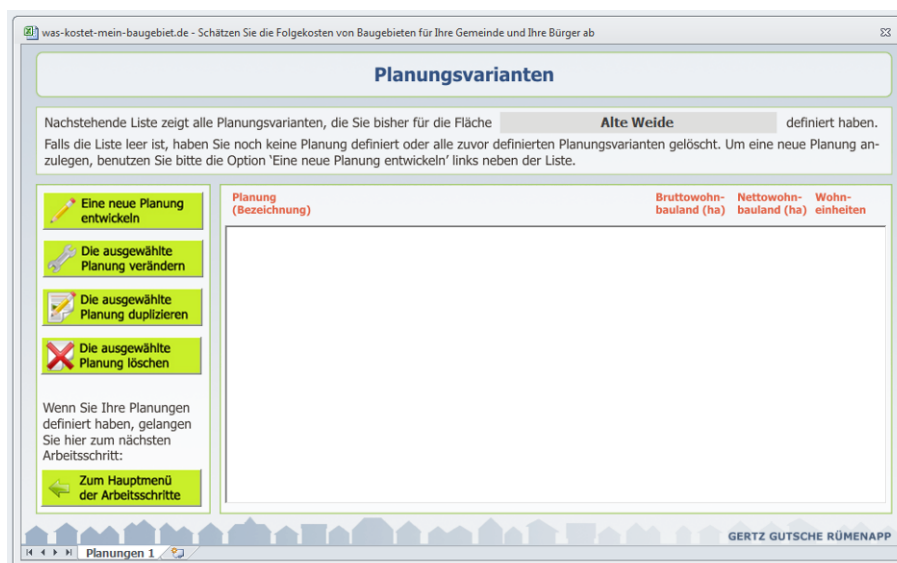 was-kostet-mein-baugebiet.de - Schätzen Sie die Folgekosten von Baugebieten für Ihre Gemeinde und Ihre Bürger ab
Planungsvarianten
Nachstehende Liste zeigt alle Planungsvarianten, die Sie bisher für die Fläche Alte Weide definiert haben.
Falls die Liste leer ist, haben Sie noch keine Planung definiert oder alle zuvor definierten Planungsvarianten gelöscht. Um eine neue Planung an-
zulegen, benutzen Sie bitte die Option 'Eine neue Planung entwickeln' links neben der Liste.
Eine neue Planung
entwickeln
Die ausgewählte
Planung verändern
Die ausgewählte
Planung duplizieren
Die ausgewählte
Planung löschen
Wenn Sie Ihre Planungen
definiert haben, gelangen
Sie hier zum nächsten
Arbeitsschritt:
Zum Hauptmenü
der Arbeitsschritte
Planung Bruttowohn- Nettowohn- Wohn-
(Bezeichnung) bauland (ha) bauland (ha) einheiten
GERTZ GUTSCHE RÜMENAPP
Planungen 1